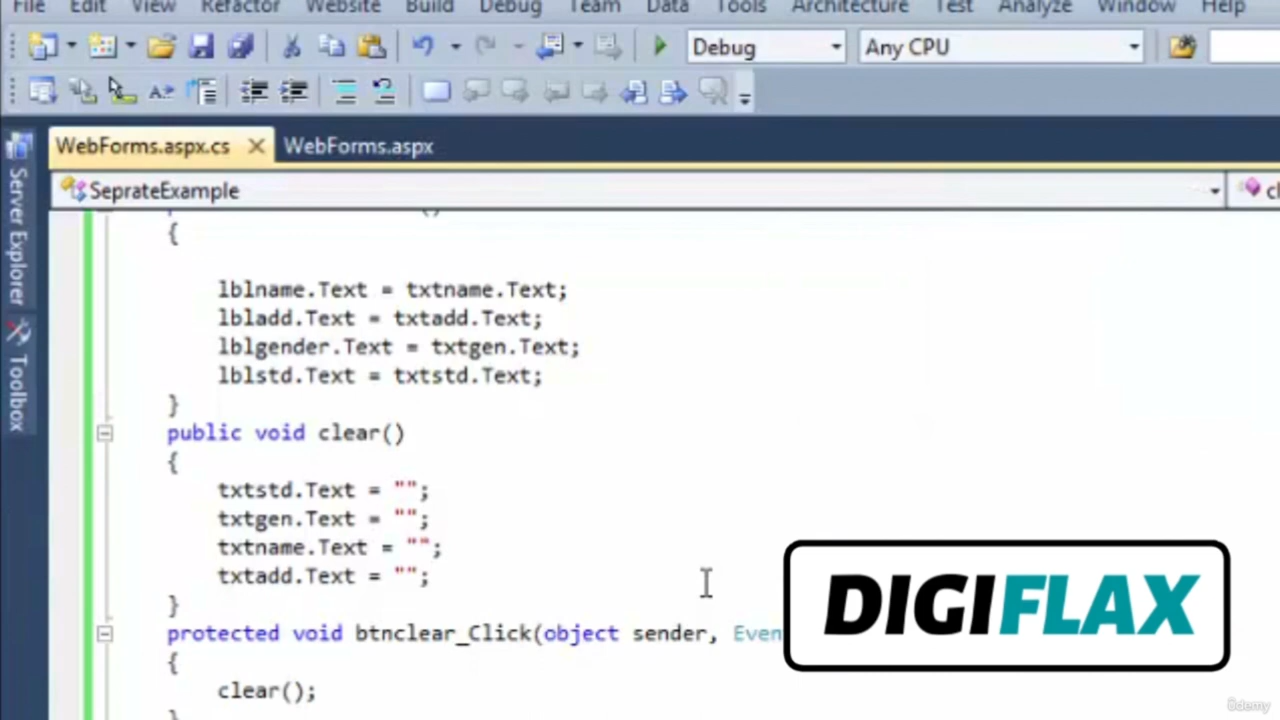 File Edit View Refactor Website Build Debug Team Data Tools Architecture Test Analyze Window Help
Debug Any CPU
WebForms.aspx.cs WebForms.aspx
SeprateExample
Server Explorer
Toolbox
{
lblname.Text = txtname.Text;
lbladd.Text = txtadd.Text;
lblgender.Text = txtgen.Text;
lblstd.Text = txtstd.Text;
}
public void clear()
{
txtstd.Text = "";
txtgen.Text = "";
txtname.Text = "";
txtadd.Text = "";
}
protected void btnclear_Click(object sender, Even
{
clear();
DIGIFLAX
ûdemy